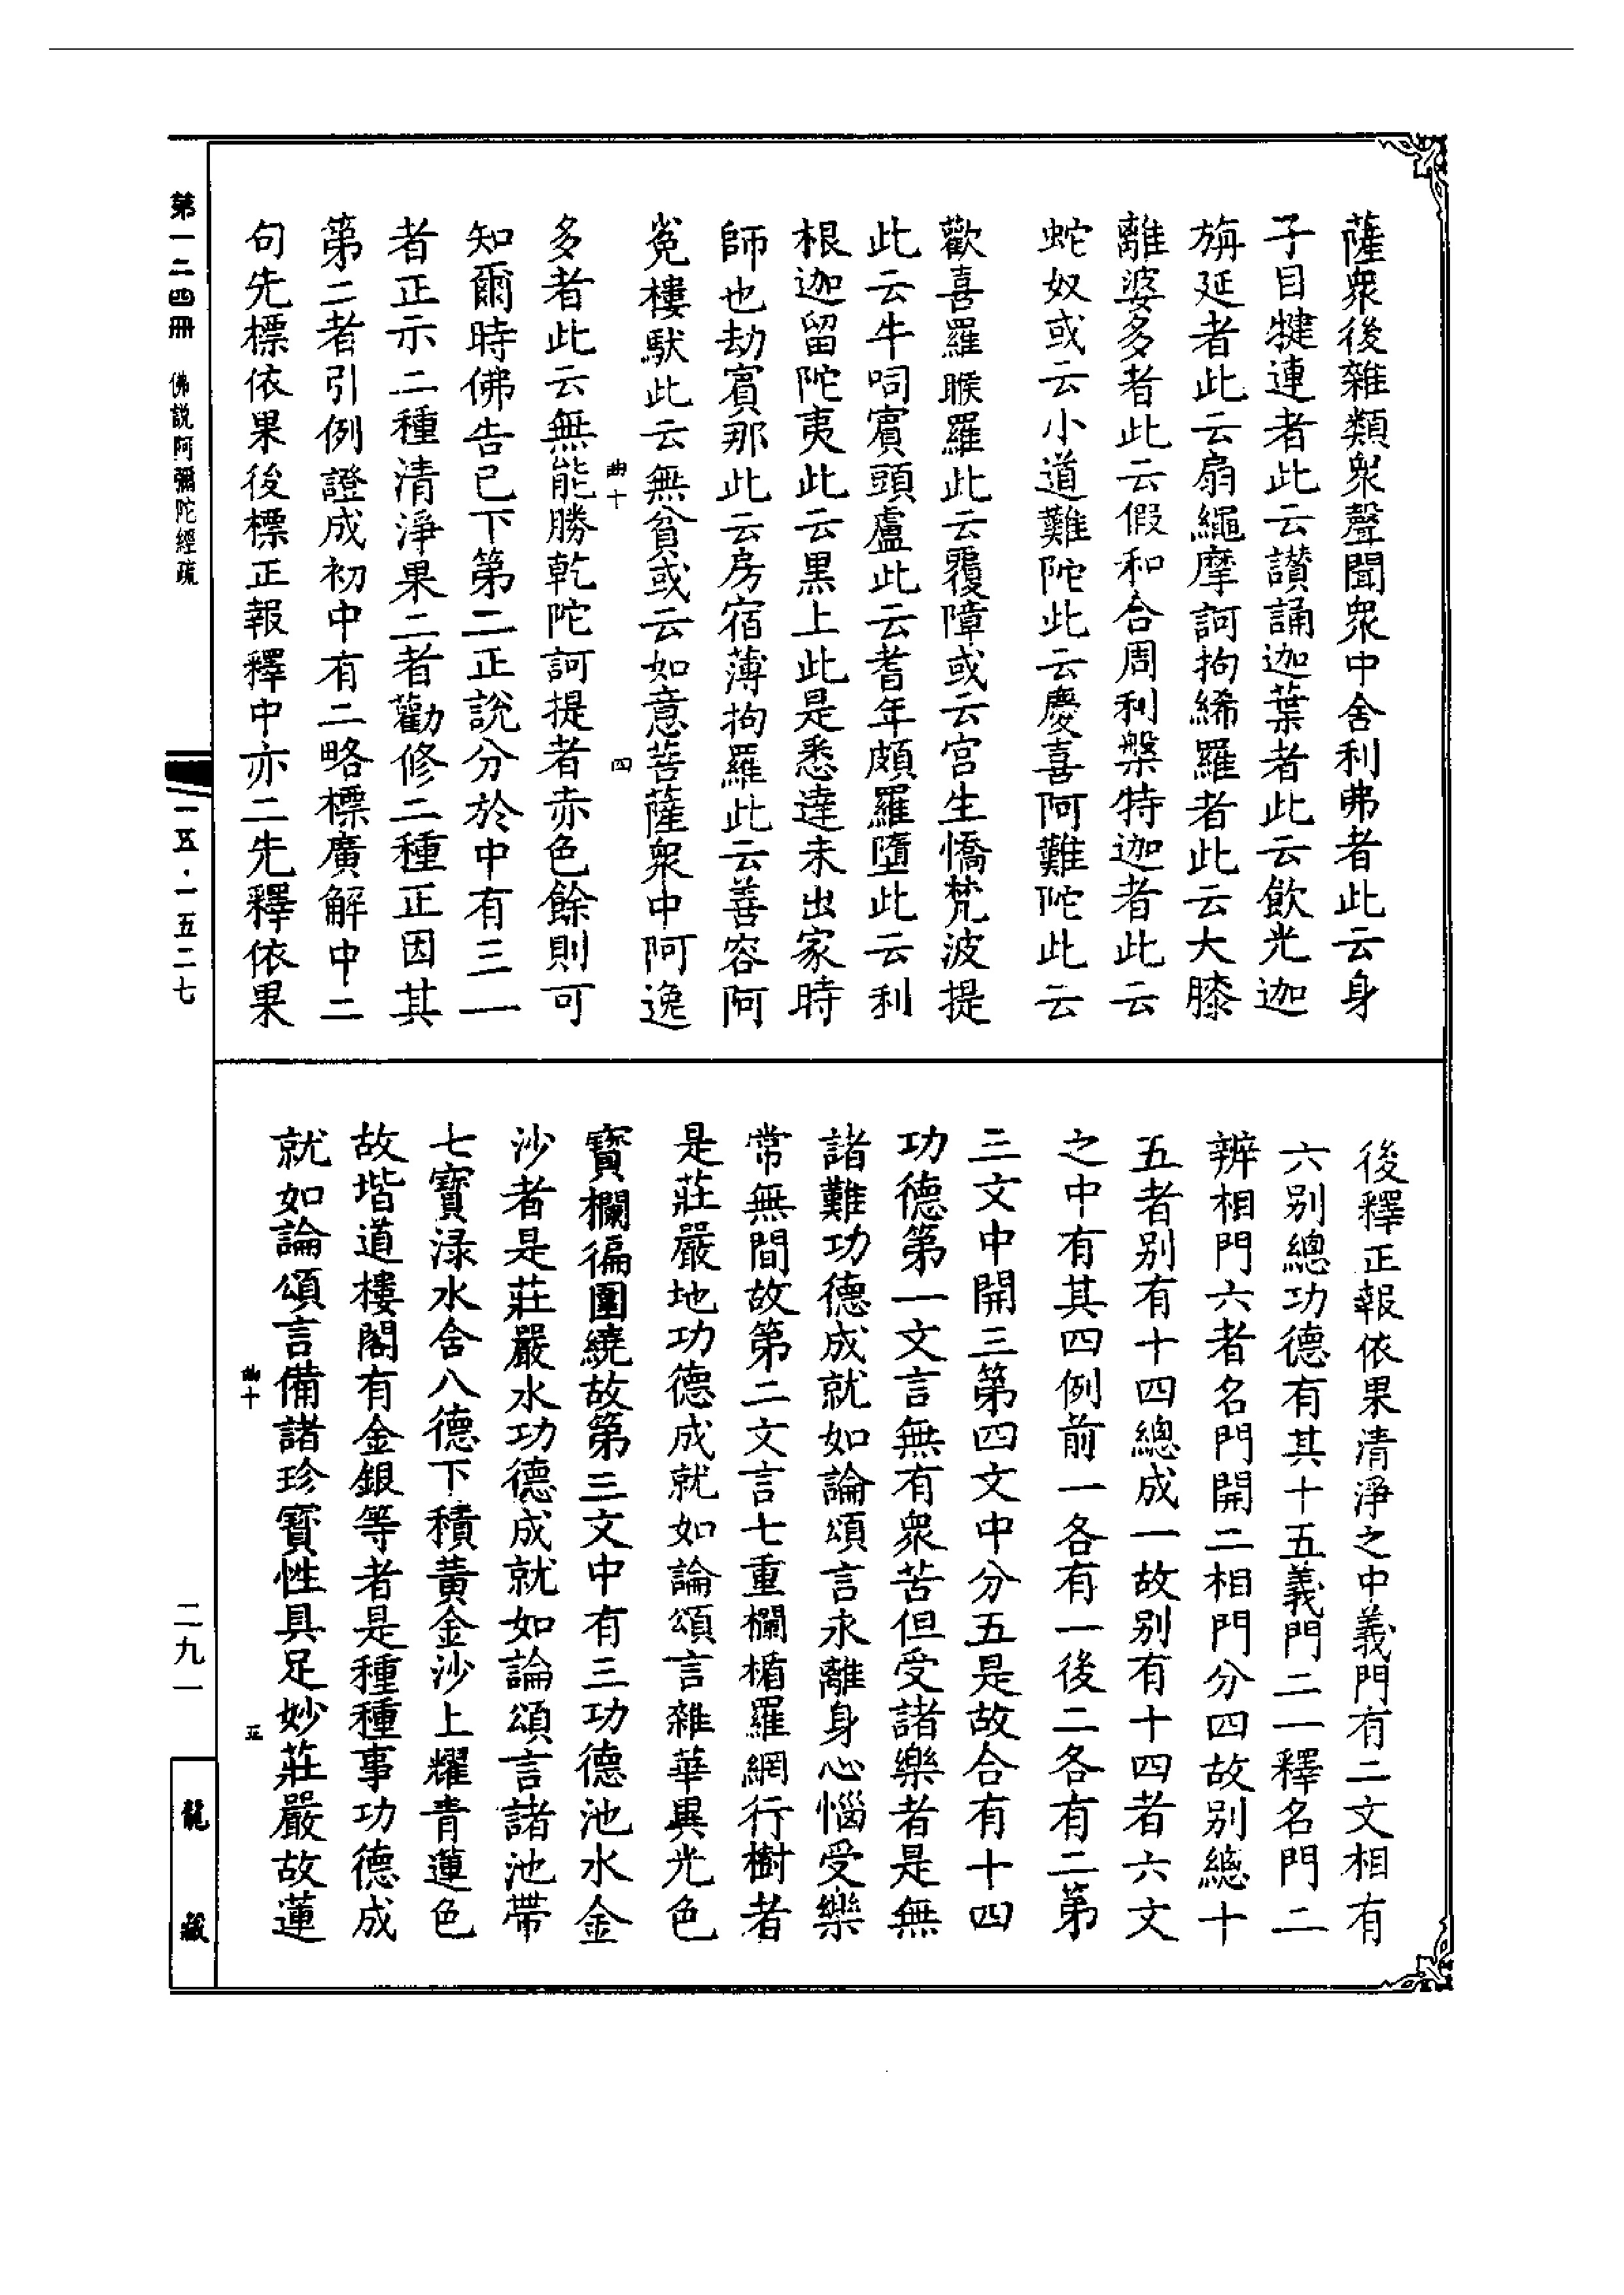 薩衆後雜類衆聲聞衆中舍利弗者此云身
子目犍連者此云讃誦迦葉者此云飲光迦
旃延者此云扇繩摩訶拘絺羅者此云大膝
離婆多者此云假和合周利槃特迦者此云
蛇奴或云小道難陀此云慶喜阿難陀此云
歡喜羅睺羅此云覆障或云宫生憍梵波提
此云牛呞賓頭盧此云耆年頗羅墮此云利
根迦留陀夷此云黒上此是悉達未出家時
師也劫賓那此云房宿薄拘羅此云善容阿
㝹樓馱此云無貧或云如意菩薩衆中阿逸
多者此云無能勝乾陀訶提者赤色餘則可
知爾時佛告已下第二正說分於中有三一
者正示二種清淨果二者勸修二種正因其
第二者引例證成初中有二略標廣解中二
句先標依果後標正報釋中亦二先釋依果
後釋正報依果清淨之中義門有二文相有
六别總功德有其十五義門二一釋名門二
辨相門六者名門開二相門分四故别總十
五者别有十四總成一故别有十四者六文
之中有其四例前一各有一後二各有二第
三文中開三第四文中分五是故合有十四
功德第一文言無有衆苦但受諸樂者是無
諸難功德成就如論頌言永離身心惱受樂
常無間故第二文言七重欄楯羅網行樹者
是莊嚴地功德成就如論頌言雜華異光色
寶欄徧圍繞故第三文中有三功德池水金
沙者是莊嚴水功德成就如論頌言諸池帶
七寶渌水含八德下積黄金沙上耀青蓮色
故堦道樓閣有金銀等者是種種事功德成
就如論頌言備諸珍寶性具足妙莊嚴故蓮
第一二四冊 佛說阿彌陀經疏
一五·一五二七
二九一
龍藏